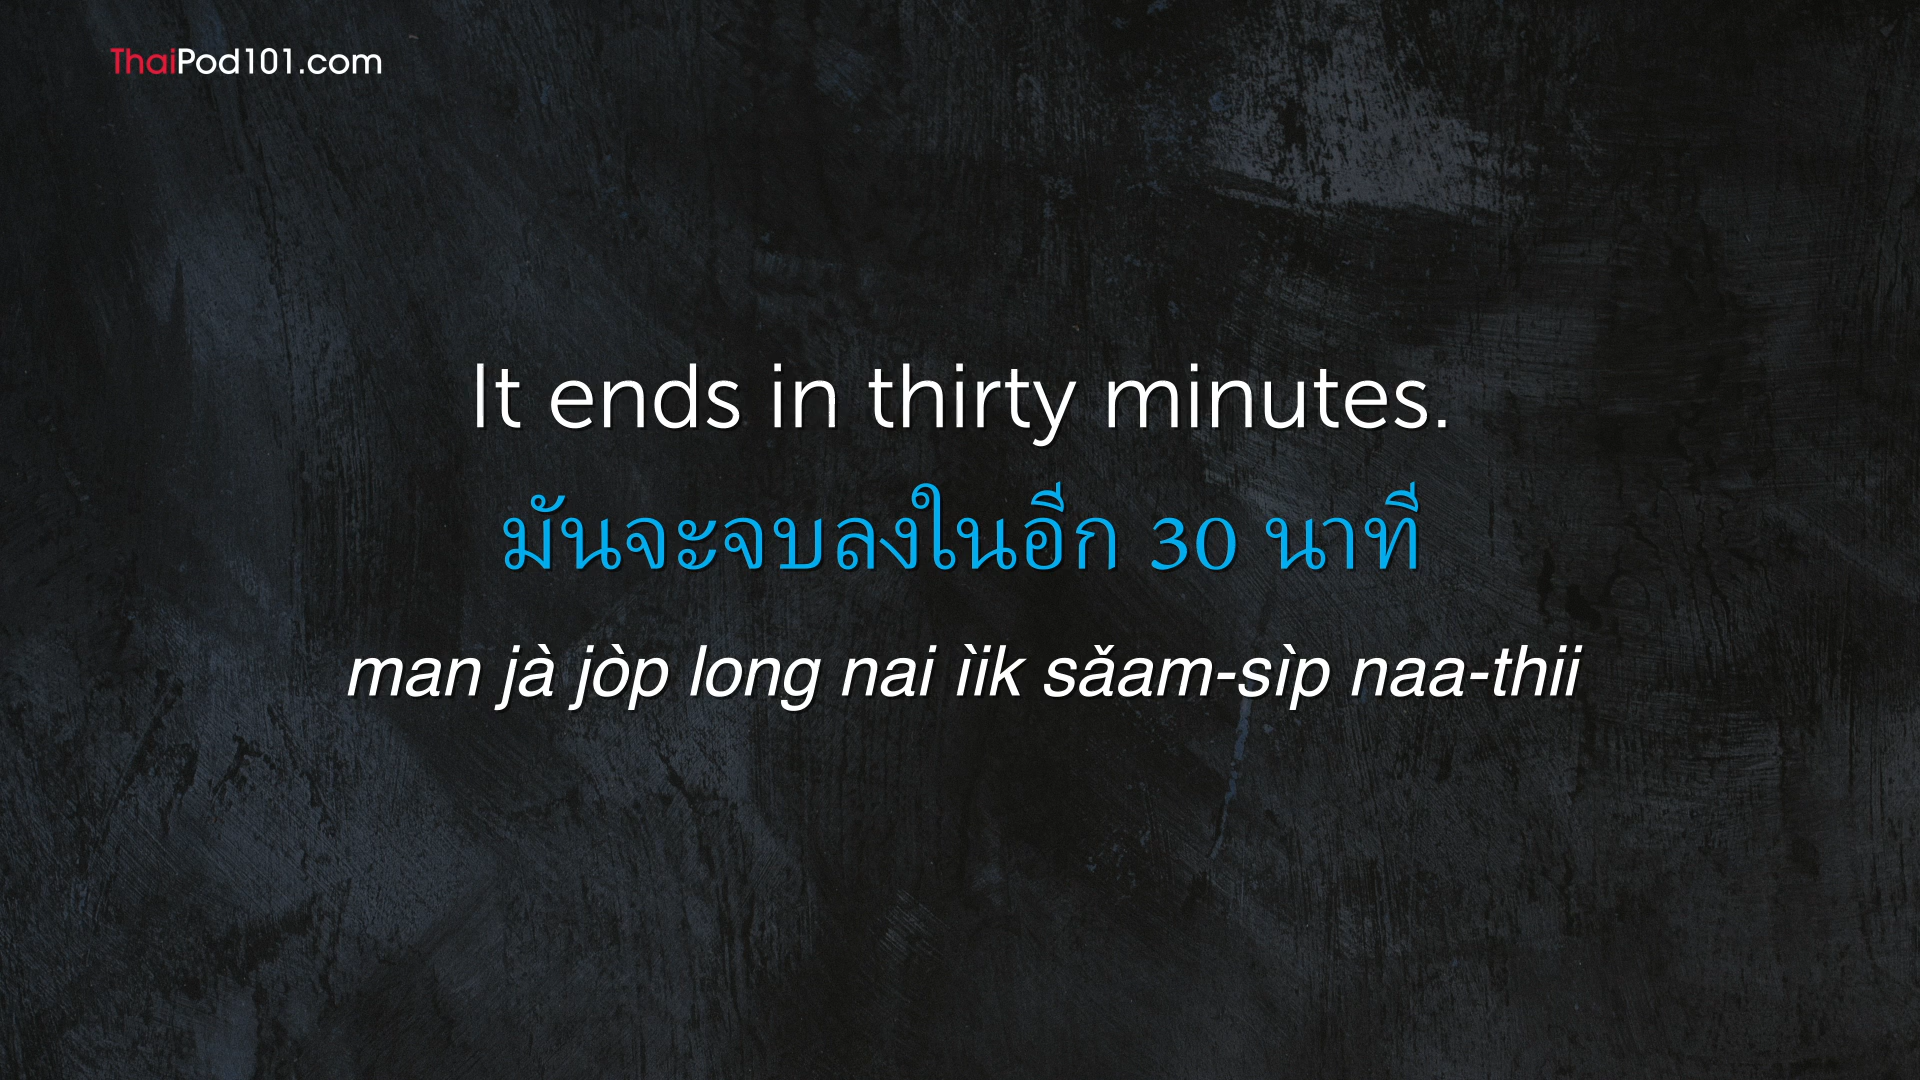 ThaiPod101.com
It ends in thirty minutes.
มันจะจบลงในอีก 30 นาที
man jà jòp long nai ìik sǎam-sìp naa-thii